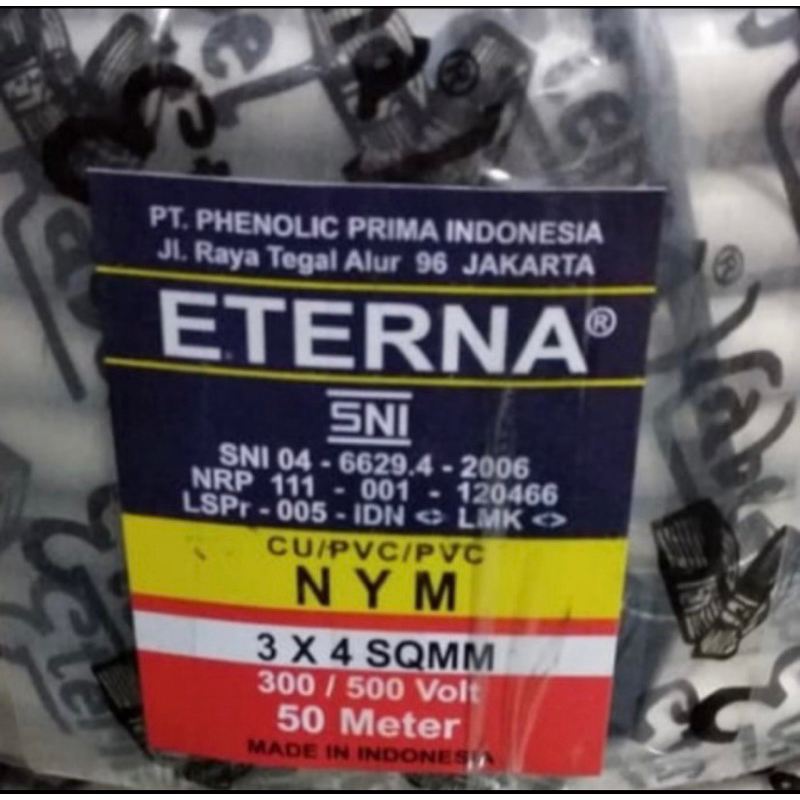 PT. PHENOLIC PRIMA INDONESIA
Jl. Raya Tegal Alur 96 JAKARTA
ETERNA®
SNI
SNI 04 - 6629.4 - 2006
NRP 111 - 001 - 120466
LSPr - 005 - IDN <> LMK <>
CU/PVC/PVC
NYM
3 X 4 SQMM
300 / 500 Volt
50 Meter
MADE IN INDONESIA